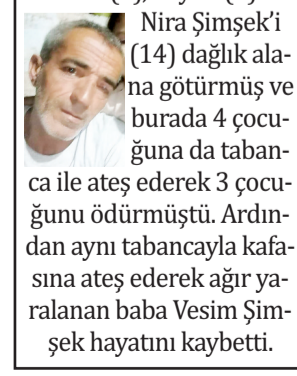 Nira Şimşek’i
(14) dağlık ala-
na götürmüş ve
burada 4 çocu-
ğuna da taban-
ca ile ateş ederek 3 çocu-
ğunu ödürmüştü. Ardın-
dan aynı tabancayla kafa-
sına ateş ederek ağır ya-
ralanan baba Vesim Şim-
şek hayatını kaybetti.